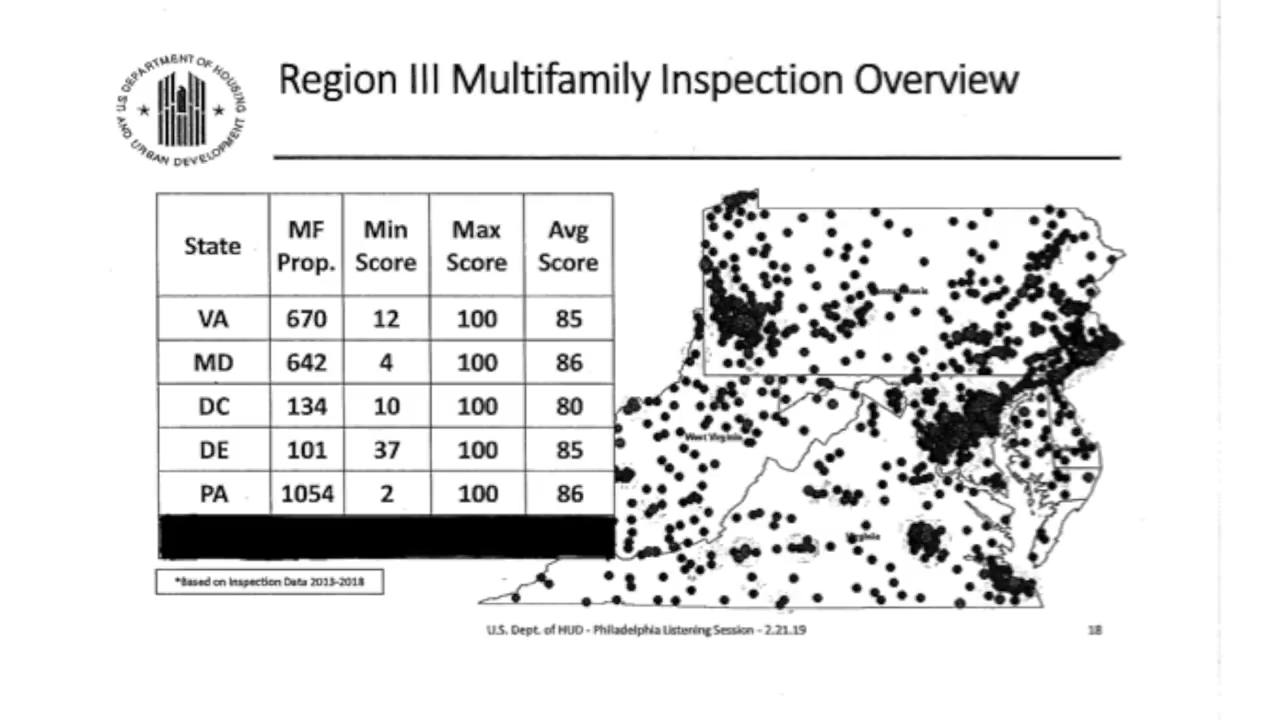 U.S. DEPARTMENT OF HOUSING
AND URBAN DEVELOPMENT
Region III Multifamily Inspection Overview
State MF Prop. Min Score Max Score Avg Score
VA 670 12 100 85
MD 642 4 100 86
DC 134 10 100 80
DE 101 37 100 85
PA 1054 2 100 86
West Virginia
Virginia
*Based on Inspection Data 2013-2018
U.S. Dept. of HUD - Philadelphia Listening Session - 2.21.19
18